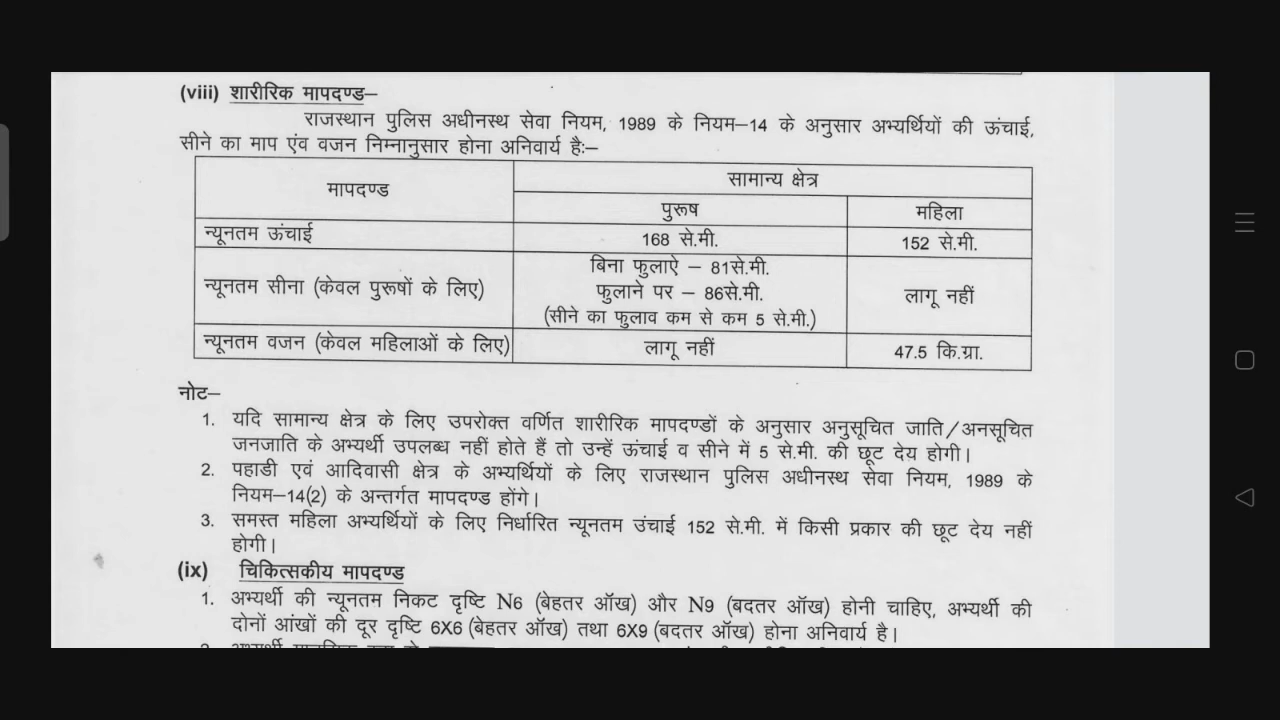 (viii) शारीरिक मापदण्ड–
राजस्थान पुलिस अधीनस्थ सेवा नियम, 1989 के नियम–14 के अनुसार अभ्यर्थियों की ऊंचाई,
सीने का माप एंव वजन निम्नानुसार होना अनिवार्य हैः–
मापदण्ड
सामान्य क्षेत्र
पुरूष
महिला
न्यूनतम ऊंचाई
168 से.मी.
152 से.मी.
न्यूनतम सीना (केवल पुरूषों के लिए)
बिना फुलाऐ – 81से.मी.
फुलाने पर – 86से.मी.
(सीने का फुलाव कम से कम 5 से.मी.)
लागू नहीं
न्यूनतम वजन (केवल महिलाओं के लिए)
लागू नहीं
47.5 कि.ग्रा.
नोट–
1. यदि सामान्य क्षेत्र के लिए उपरोक्त वर्णित शारीरिक मापदण्डों के अनुसार अनुसूचित जाति/अनसूचित
जनजाति के अभ्यर्थी उपलब्ध नहीं होते हैं तो उन्हें ऊंचाई व सीने में 5 से.मी. की छूट देय होगी।
2. पहाडी एवं आदिवासी क्षेत्र के अभ्यर्थियों के लिए राजस्थान पुलिस अधीनस्थ सेवा नियम, 1989 के
नियम–14(2) के अन्तर्गत मापदण्ड होंगे।
3. समस्त महिला अभ्यर्थियों के लिए निर्धारित न्यूनतम उंचाई 152 से.मी. में किसी प्रकार की छूट देय नहीं
होगी।
(ix) चिकित्सकीय मापदण्ड
1. अभ्यर्थी की न्यूनतम निकट दृष्टि N6 (बेहतर ऑख) और N9 (बदतर ऑख) होनी चाहिए, अभ्यर्थी की
दोनों आंखों की दूर दृष्टि 6X6 (बेहतर ऑख) तथा 6X9 (बदतर ऑख) होना अनिवार्य है।